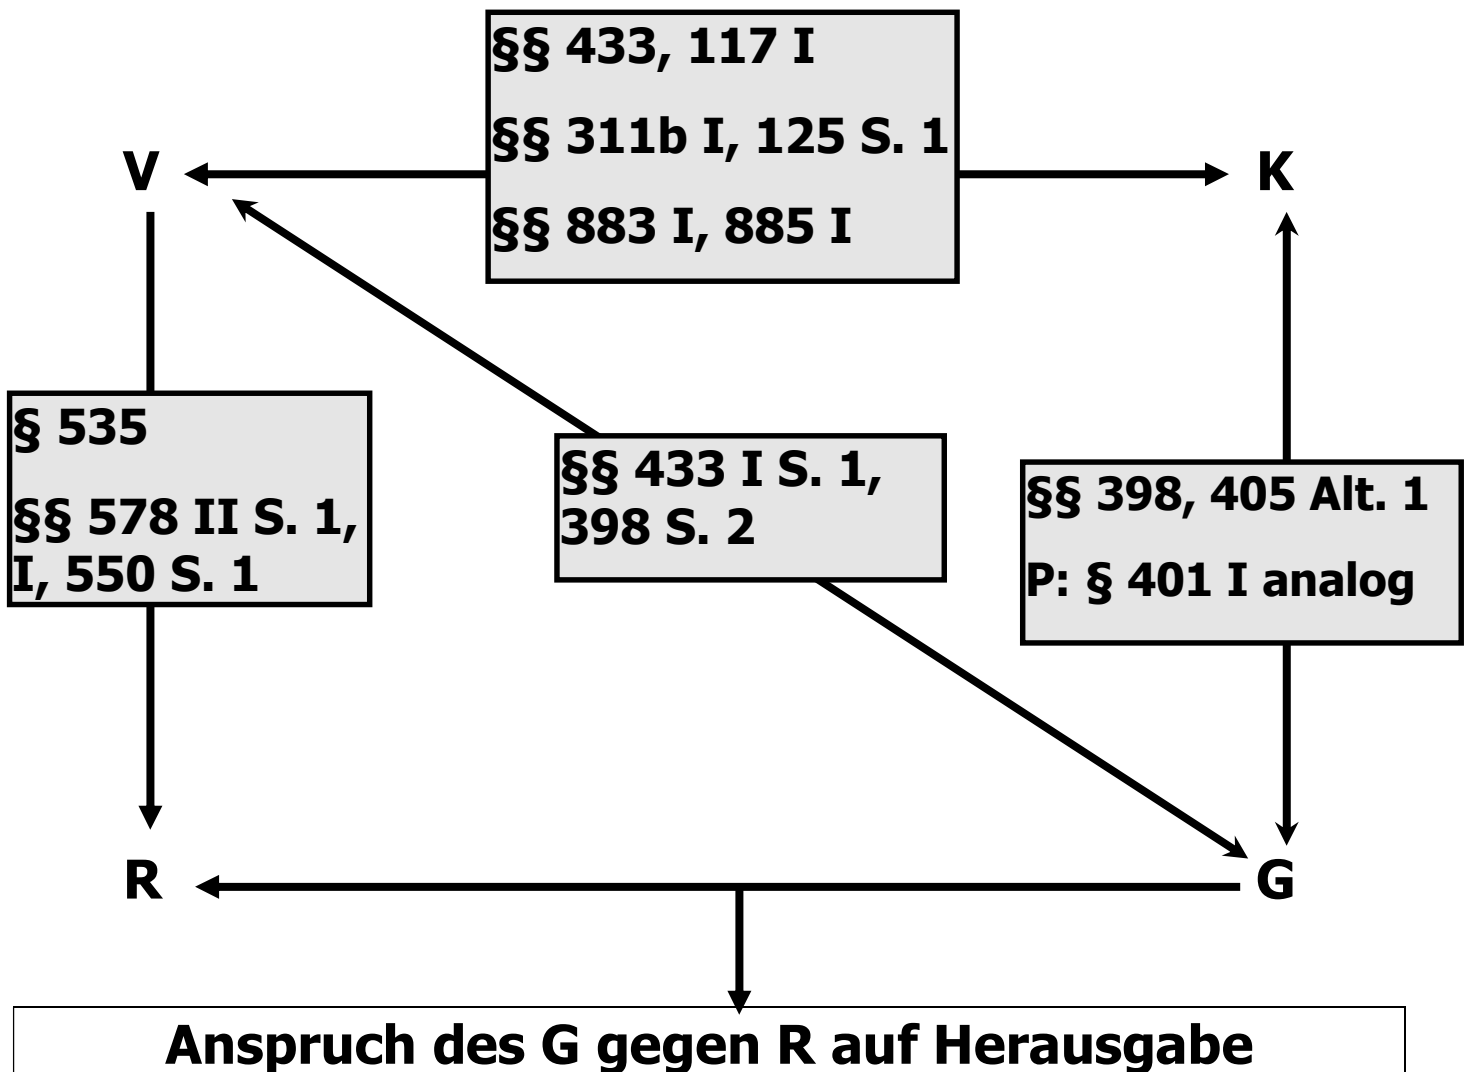 §§ 433, 117 I
§§ 311b I, 125 S. 1
§§ 883 I, 885 I
V
K
§ 535
§§ 578 II S. 1,
I, 550 S. 1
§§ 433 I S. 1,
398 S. 2
§§ 398, 405 Alt. 1
P: § 401 I analog
R
G
Anspruch des G gegen R auf Herausgabe